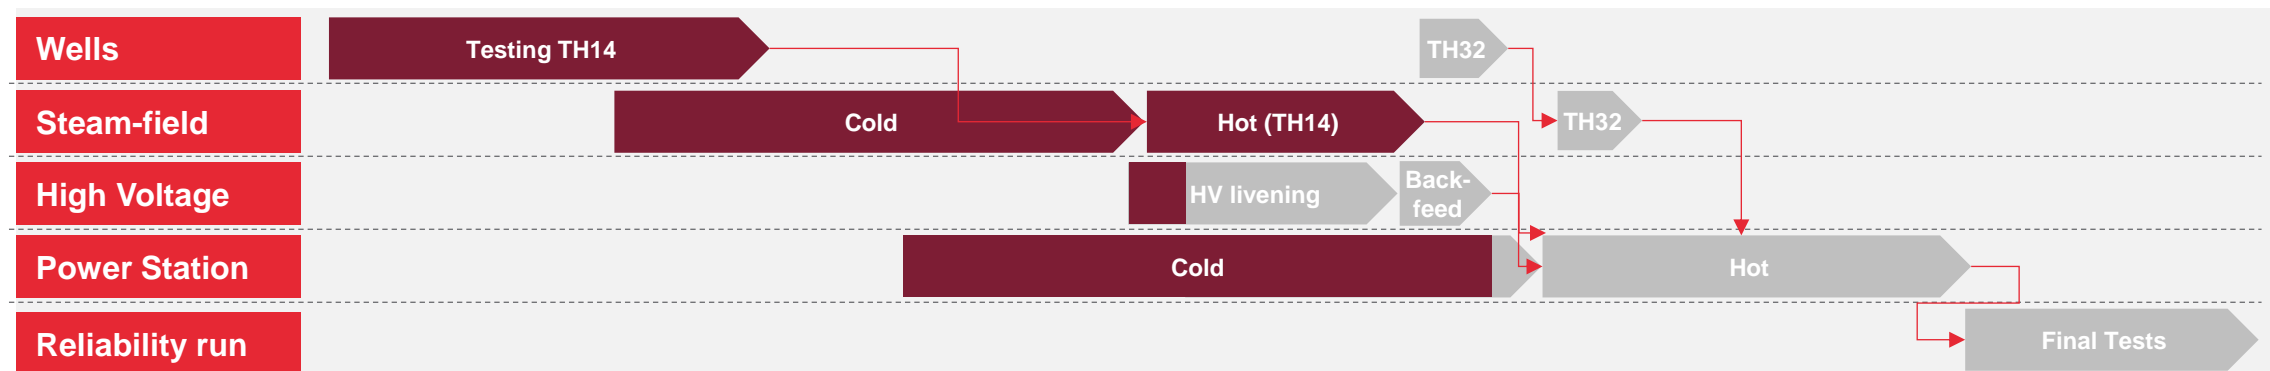 Wells
Testing TH14
TH32
Steam-field
Cold
Hot (TH14)
TH32
High Voltage
HV livening
Back-
feed
Power Station
Cold
Hot
Reliability run
Final Tests